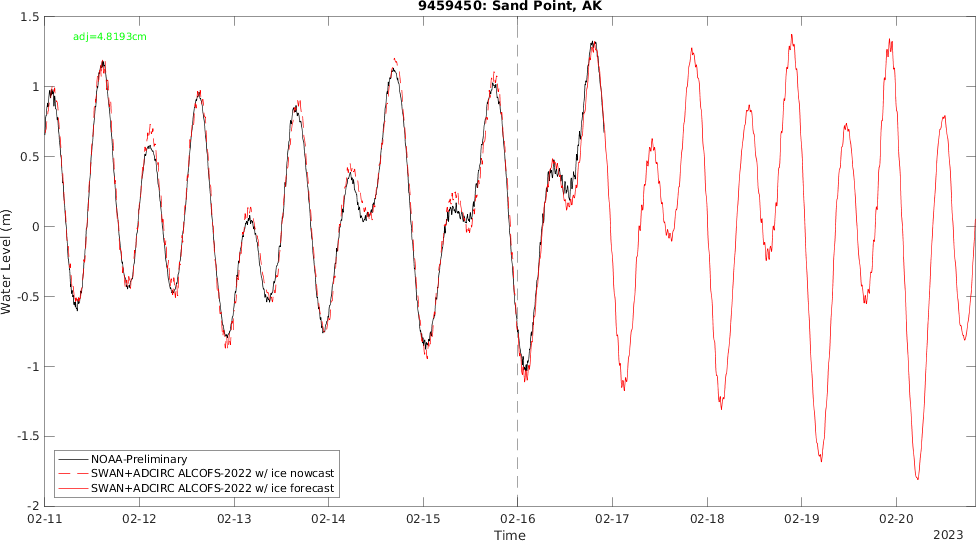 9459450: Sand Point, AK
adj=4.8193cm
1.5
1
0.5
0
-0.5
-1
-1.5
-2
Water Level (m)
NOAA-Preliminary
SWAN+ADCIRC ALCOFS-2022 w/ ice nowcast
SWAN+ADCIRC ALCOFS-2022 w/ ice forecast
02-11 02-12 02-13 02-14 02-15 02-16 02-17 02-18 02-19 02-20
Time
2023